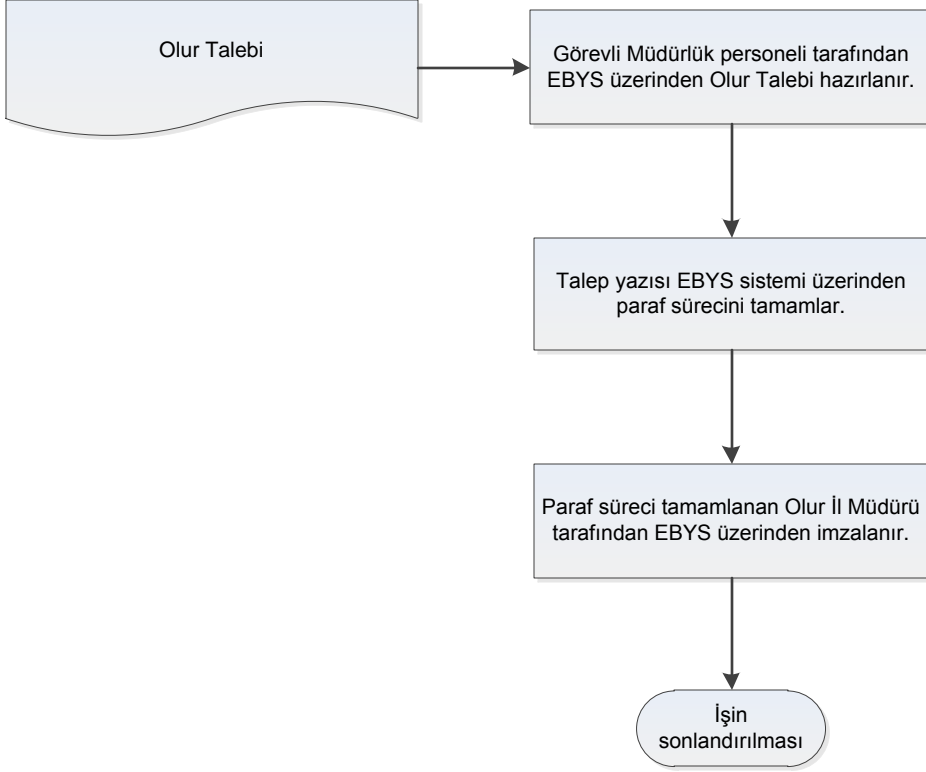 Olur Talebi
Görevli Müdürlük personeli tarafından
EBYS üzerinden Olur Talebi hazırlanır.
Talep yazısı EBYS sistemi üzerinden
paraf sürecini tamamlar.
Paraf süreci tamamlanan Olur İl Müdürü
tarafından EBYS üzerinden imzalanır.
İşin
sonlandırılması